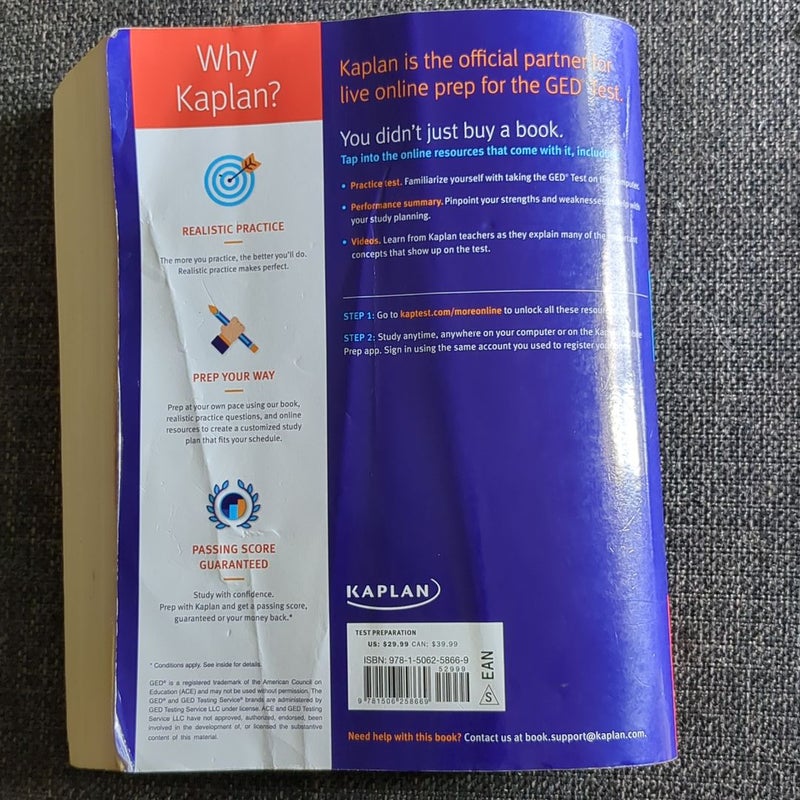 Why
Kaplan?
REALISTIC PRACTICE
The more you practice, the better you'll do.
Realistic practice makes perfect.
PREP YOUR WAY
Prep at your own pace using our book,
realistic practice questions, and online
resources to create a customized study
plan that fits your schedule.
PASSING SCORE
GUARANTEED
Study with confidence.
Prep with Kaplan and get a passing score,
guaranteed or your money back.*
* Conditions apply. See inside for details.
GED® is a registered trademark of the American Council on
Education (ACE) and may not be used without permission. The
GED® and GED Testing Service® brands are administered by
GED Testing Service LLC under license. ACE and GED Testing
Service LLC have not approved, authorized, endorsed, been
involved in the development of, or licensed the substantive
content of this material.
Kaplan is the official partner for
live online prep for the GED® Test.
You didn't just buy a book.
Tap into the online resources that come with it,
• Practice test. Familiarize yourself with taking the GED® Test on computer.
• Performance summary. Pinpoint your strengths and weaknesses help with
your study planning.
• Videos. Learn from Kaplan teachers as they explain many of the important
concepts that show up on the test.
STEP 1: Go to kaptest.com/moreonline to unlock all these
STEP 2: Study anytime, anywhere on your computer or on the Kaplan Mobile
Prep app. Sign in using the same account you used to register
KAPLAN
TEST PREPARATION
US: $29.99 CAN: $39.99
ISBN: 978-1-5062-5866-9
52999
9 781506 258669
EAN
S
Need help with this book? Contact us at book.support@kaplan.com.